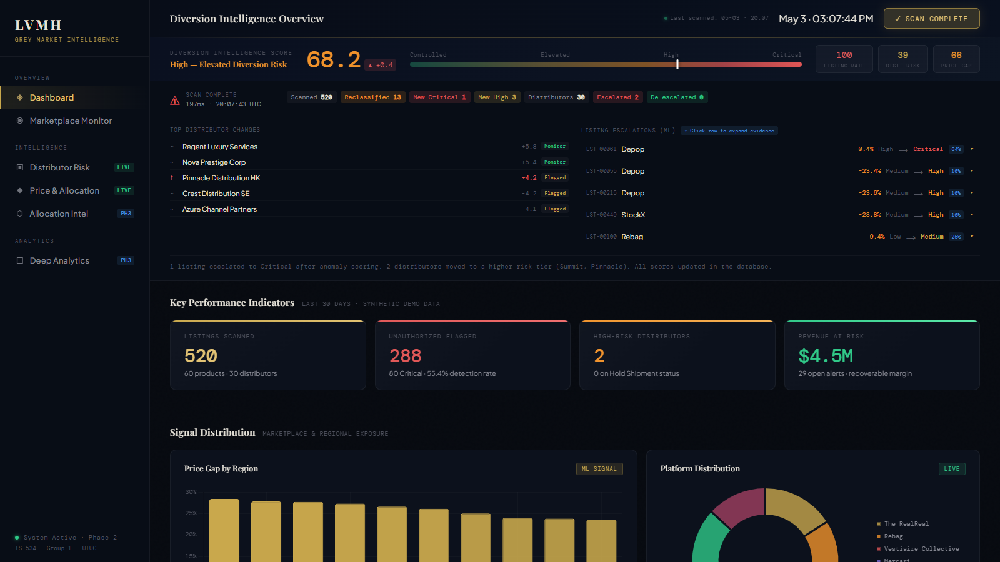 LVMH
GREY MARKET INTELLIGENCE
OVERVIEW
Dashboard
Marketplace Monitor
INTELLIGENCE
Distributor Risk LIVE
Price & Allocation LIVE
Allocation Intel PH3
ANALYTICS
Deep Analytics PH3
System Active · Phase 2
IS 534 · Group 1 · UIUC
Diversion Intelligence Overview
Last scanned: 05-03 · 20:07
May 3 · 03:07:44 PM
✓ SCAN COMPLETE
DIVERSION INTELLIGENCE SCORE
High — Elevated Diversion Risk
68.2 ▲ +0.4
Controlled Elevated High Critical
100 LISTING RATE
39 DIST. RISK
66 PRICE GAP
SCAN COMPLETE
197ms · 20:07:43 UTC
Scanned 520 Reclassified 13 New Critical 1 New High 3 Distributors 30 Escalated 2 De-escalated 0
TOP DISTRIBUTOR CHANGES
– Regent Luxury Services +5.8 Monitor
– Nova Prestige Corp +5.4 Monitor
↑ Pinnacle Distribution HK +4.2 Flagged
– Crest Distribution SE -4.2 Flagged
– Azure Channel Partners -4.1 Flagged
LISTING ESCALATIONS (ML) • Click row to expand evidence
LST-00061 Depop -0.4% High → Critical 64% ▾
LST-00055 Depop -23.4% Medium → High 16% ▾
LST-00215 Depop -23.6% Medium → High 16% ▾
LST-00449 StockX -23.8% Medium → High 16% ▾
LST-00100 Rebag 9.4% Low → Medium 25% ▾
1 listing escalated to Critical after anomaly scoring. 2 distributors moved to a higher risk tier (Summit, Pinnacle). All scores updated in the database.
Key Performance Indicators LAST 30 DAYS · SYNTHETIC DEMO DATA
LISTINGS SCANNED
520
60 products · 30 distributors
UNAUTHORIZED FLAGGED
288
80 Critical · 55.4% detection rate
HIGH-RISK DISTRIBUTORS
2
0 on Hold Shipment status
REVENUE AT RISK
$4.5M
29 open alerts · recoverable margin
Signal Distribution MARKETPLACE & REGIONAL EXPOSURE
Price Gap by Region ML SIGNAL
30%
25%
20%
15%
Platform Distribution LIVE
The RealReal
Rebag
Vestiaire Collective
Mercari